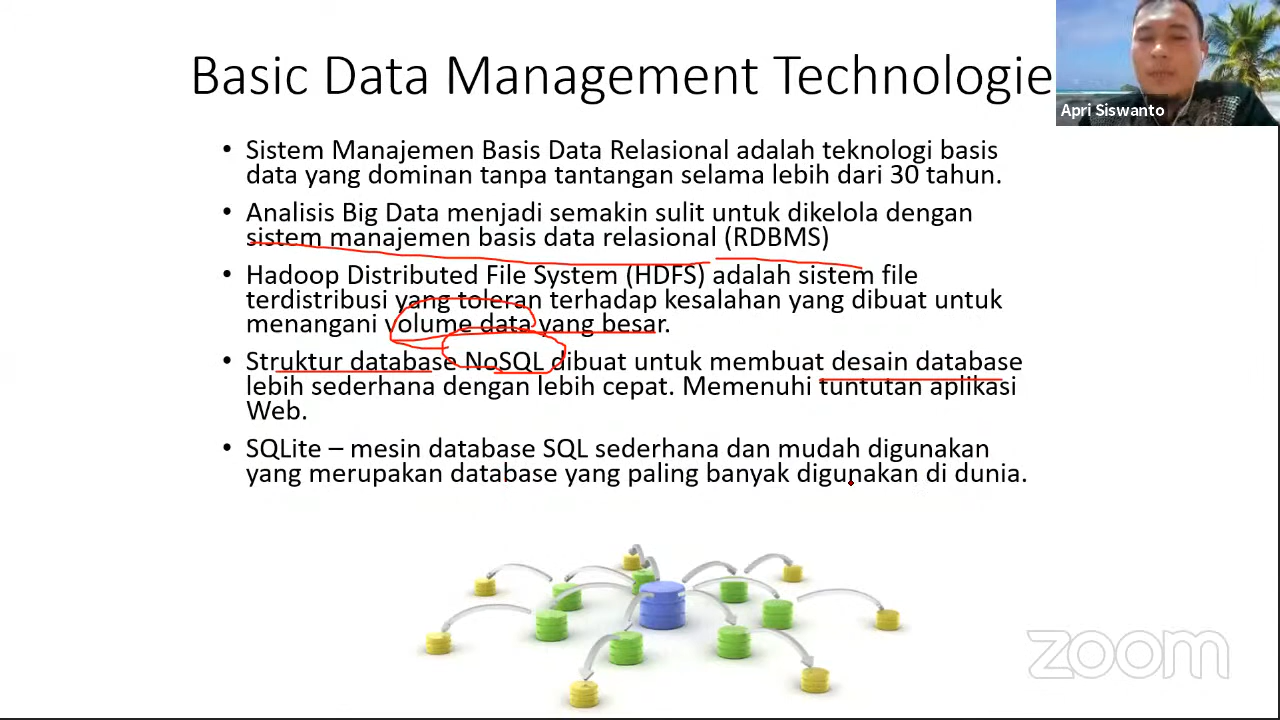 Basic Data Management Technologie
Apri Siswanto
• Sistem Manajemen Basis Data Relasional adalah teknologi basis
data yang dominan tanpa tantangan selama lebih dari 30 tahun.
• Analisis Big Data menjadi semakin sulit untuk dikelola dengan
sistem manajemen basis data relasional (RDBMS)
• Hadoop Distributed File System (HDFS) adalah sistem file
terdistribusi yang toleran terhadap kesalahan yang dibuat untuk
menangani volume data yang besar.
• Struktur database NoSQL dibuat untuk membuat desain database
lebih sederhana dengan lebih cepat. Memenuhi tuntutan aplikasi
Web.
• SQLite – mesin database SQL sederhana dan mudah digunakan
yang merupakan database yang paling banyak digunakan di dunia.
zoom